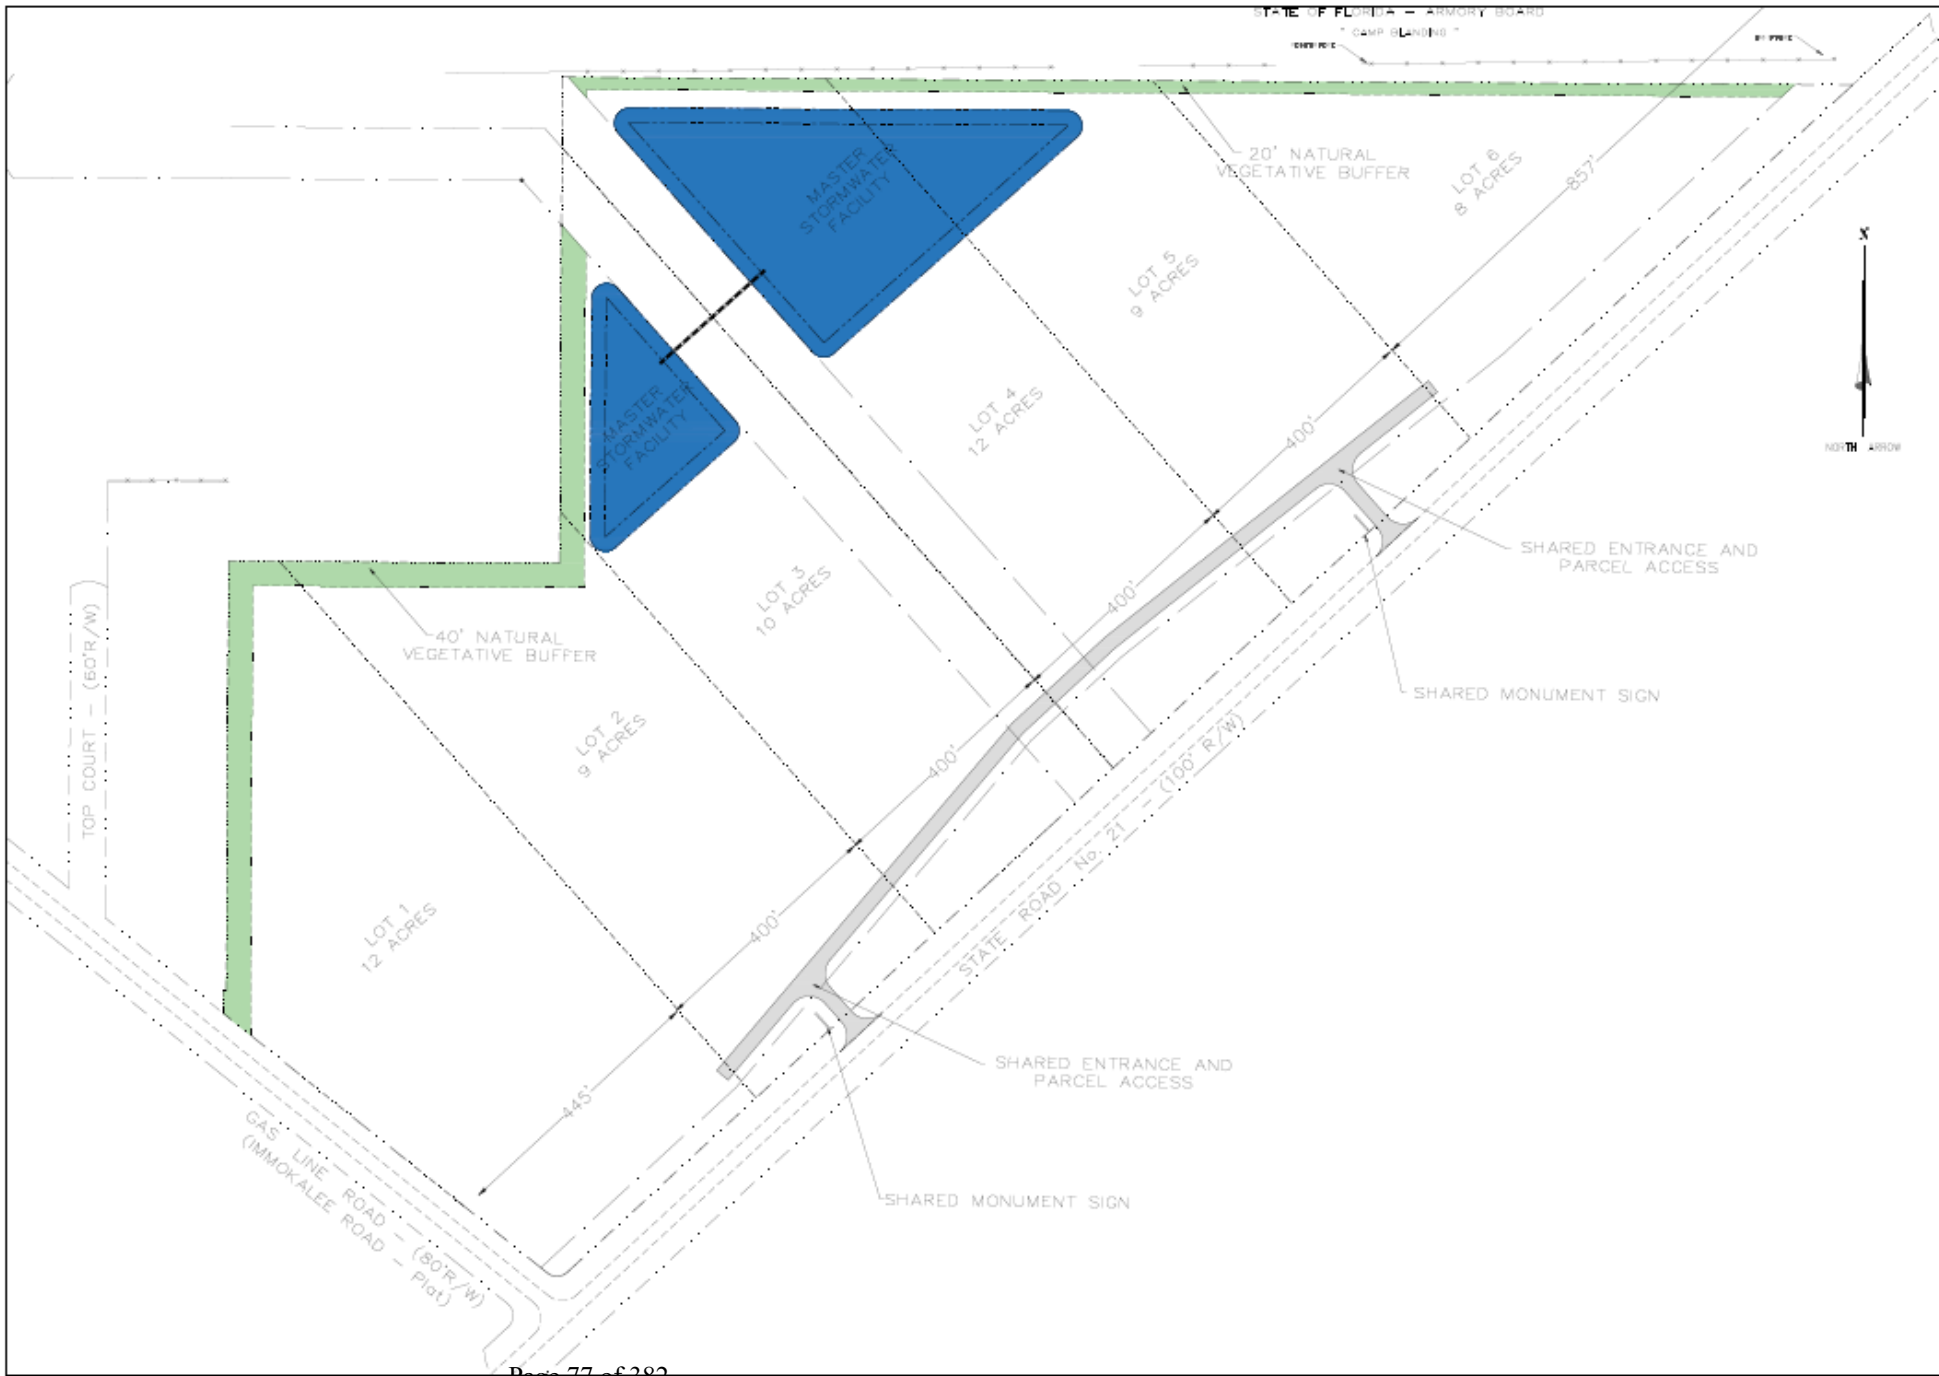 STATE OF FLORIDA - ARMORY BOARD
" CAMP BLANDING "
20' NATURAL
VEGETATIVE BUFFER
LOT 6
8 ACRES
857'
MASTER
STORMWATER
FACILITY
LOT 5
9 ACRES
N
NORTH ARROW
MASTER
STORMWATER
FACILITY
LOT 4
12 ACRES
400'
SHARED ENTRANCE AND
PARCEL ACCESS
LOT 3
10 ACRES
400'
40' NATURAL
VEGETATIVE BUFFER
SHARED MONUMENT SIGN
TOP COURT - (60'R/W)
LOT 2
9 ACRES
400'
STATE ROAD No. 21 - (100' R/W)
LOT 1
12 ACRES
400'
SHARED ENTRANCE AND
PARCEL ACCESS
445'
GAS LINE ROAD - (80'R/W)
(IMMOKALEE ROAD - Plat)
SHARED MONUMENT SIGN
Page 77 of 382